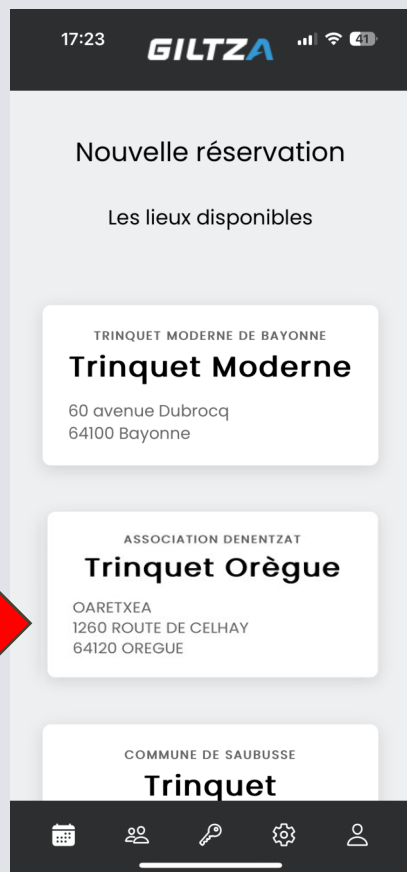 17:23
GILTZA
41
Nouvelle réservation
Les lieux disponibles
TRINQUET MODERNE DE BAYONNE
Trinquet Moderne
60 avenue Dubrocq
64100 Bayonne
ASSOCIATION DENENTZAT
Trinquet Orègue
OARETXEA
1260 ROUTE DE CELHAY
64120 OREGUE
COMMUNE DE SAUBUSSE
Trinquet